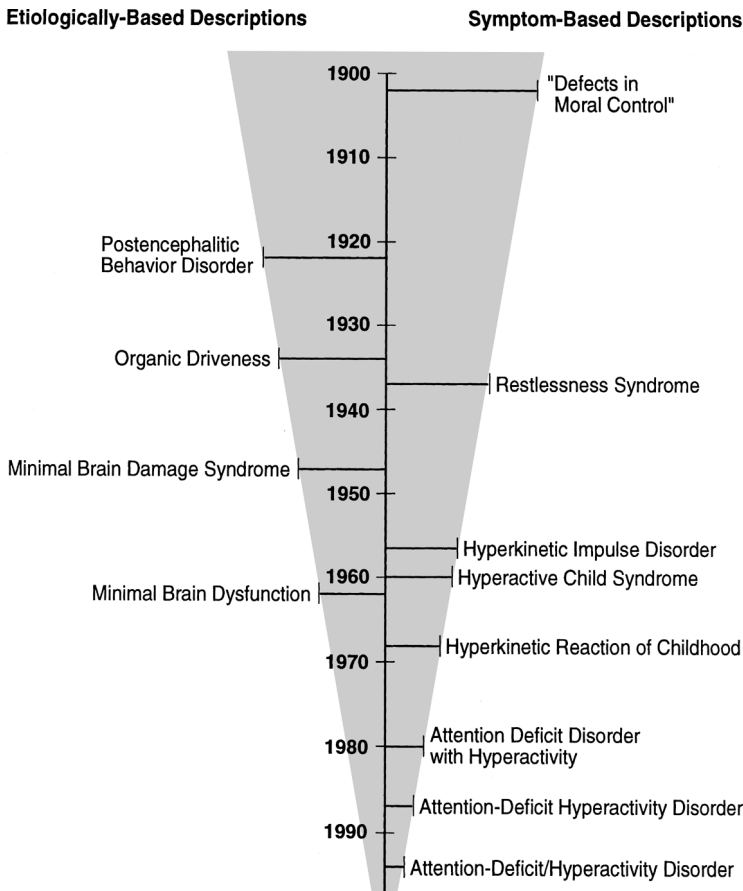 Etiologically-Based Descriptions
Symptom-Based Descriptions
1900
"Defects in
Moral Control"
1910
1920
Postencephalitic
Behavior Disorder
1930
Organic Driveness
Restlessness Syndrome
1940
Minimal Brain Damage Syndrome
1950
Hyperkinetic Impulse Disorder
1960
Hyperactive Child Syndrome
Minimal Brain Dysfunction
Hyperkinetic Reaction of Childhood
1970
Attention Deficit Disorder
with Hyperactivity
1980
Attention-Deficit Hyperactivity Disorder
1990
Attention-Deficit/Hyperactivity Disorder